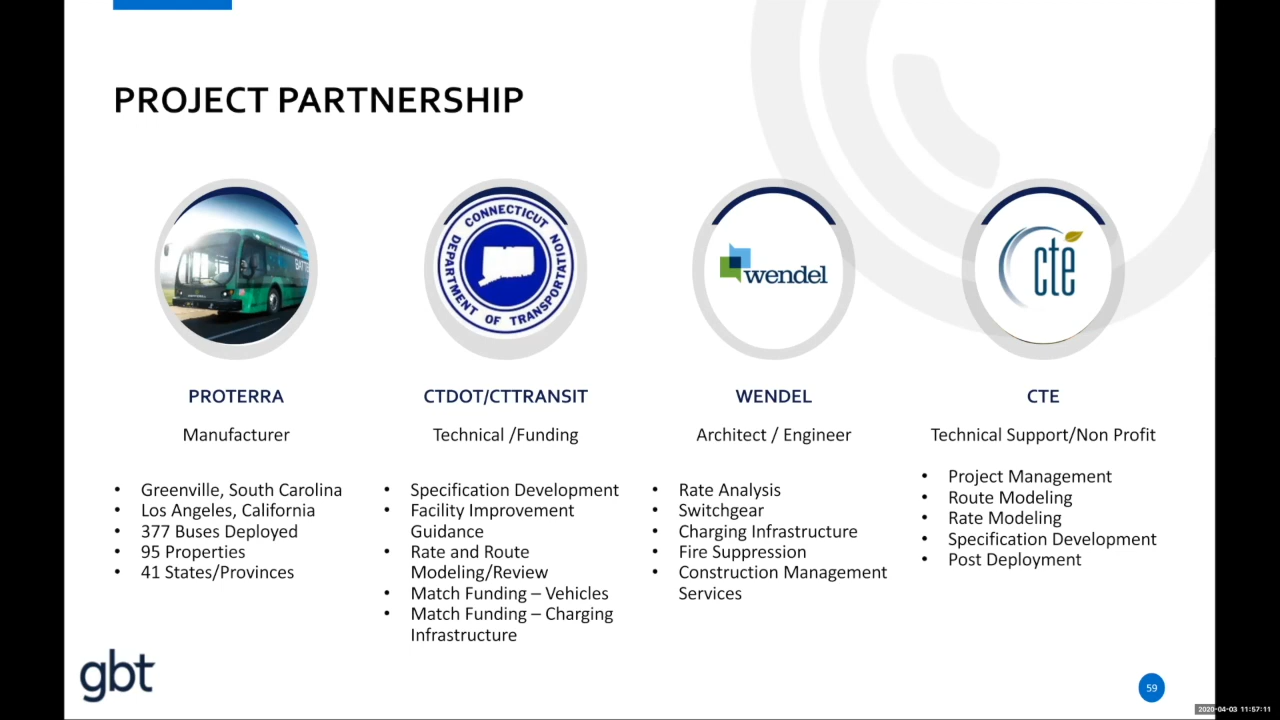 PROJECT PARTNERSHIP
BATTE
CONNECTICUT
DEPARTMENT OF TRANSPORTATION
wendel
cte
PROTERRA
Manufacturer
• Greenville, South Carolina
• Los Angeles, California
• 377 Buses Deployed
• 95 Properties
• 41 States/Provinces
CTDOT/CTTRANSIT
Technical /Funding
• Specification Development
• Facility Improvement
Guidance
• Rate and Route
Modeling/Review
• Match Funding – Vehicles
• Match Funding – Charging
Infrastructure
WENDEL
Architect / Engineer
• Rate Analysis
• Switchgear
• Charging Infrastructure
• Fire Suppression
• Construction Management
Services
CTE
Technical Support/Non Profit
• Project Management
• Route Modeling
• Rate Modeling
• Specification Development
• Post Deployment
gbt
59
2020-04-03 11:57:11